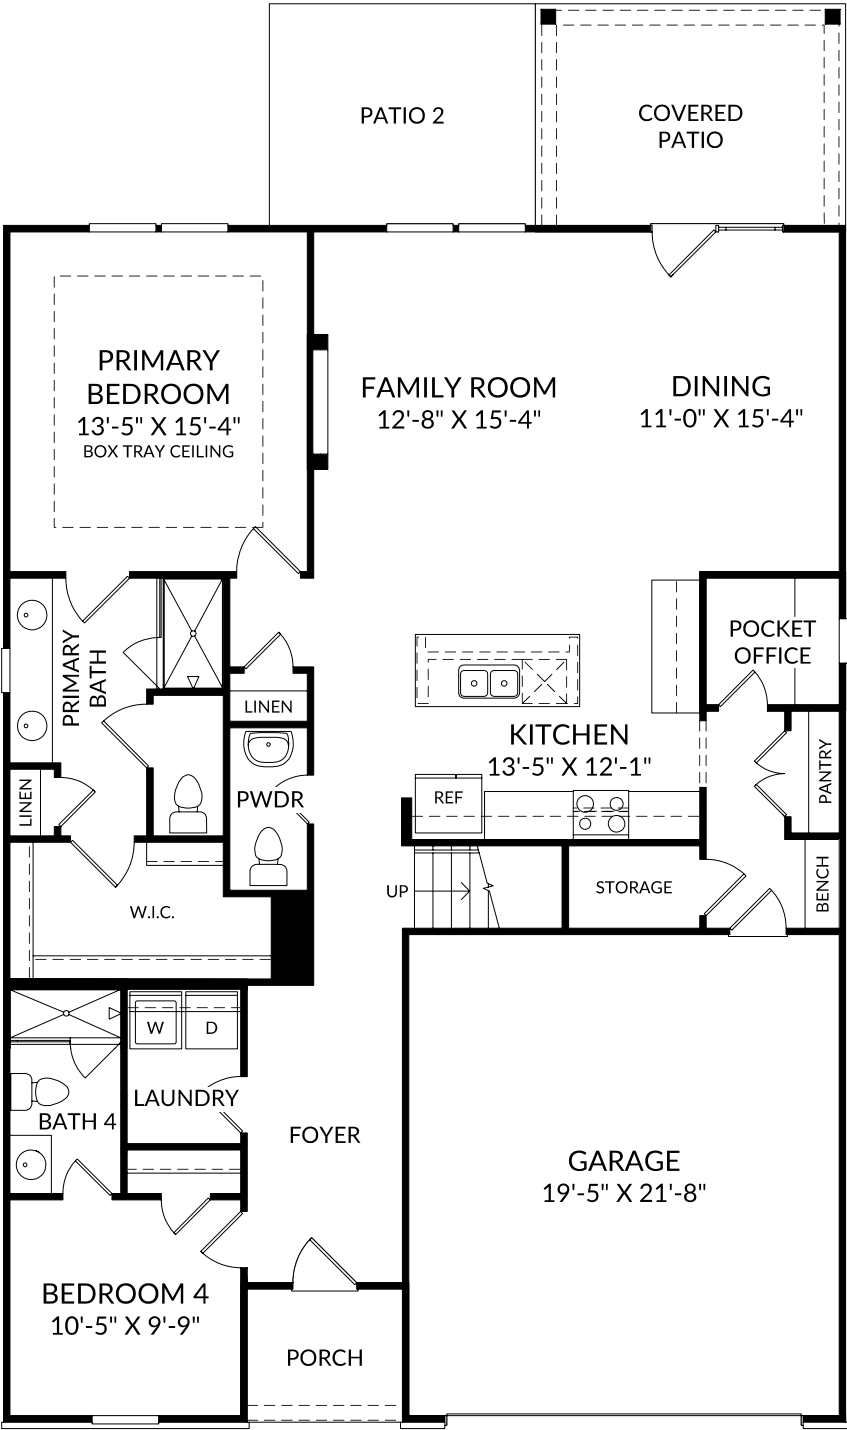 PATIO 2
COVERED
PATIO
PRIMARY
BEDROOM
13'-5" X 15'-4"
BOX TRAY CEILING
FAMILY ROOM
12'-8" X 15'-4"
DINING
11'-0" X 15'-4"
PRIMARY
BATH
LINEN
POCKET
OFFICE
KITCHEN
13'-5" X 12'-1"
PANTRY
LINEN
PWDR
REF
UP
STORAGE
BENCH
W.I.C.
W
D
LAUNDRY
BATH 4
FOYER
GARAGE
19'-5" X 21'-8"
BEDROOM 4
10'-5" X 9'-9"
PORCH